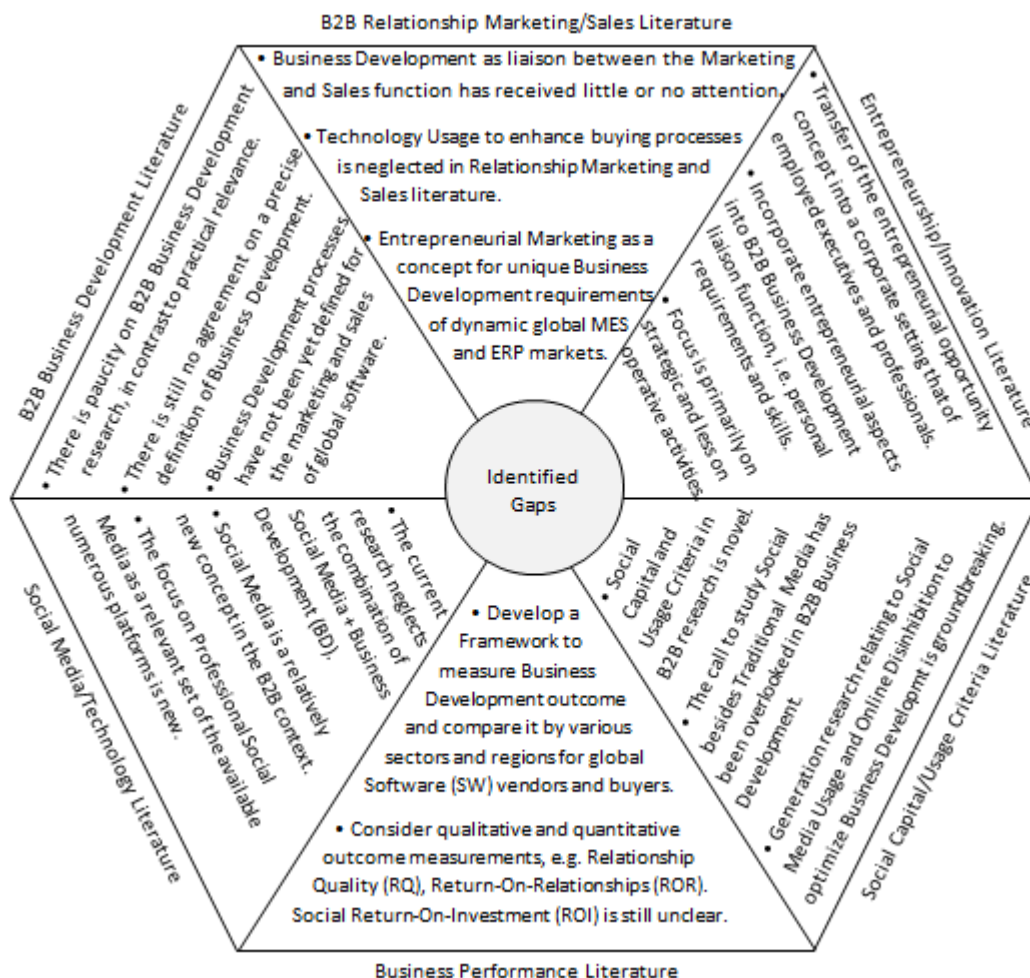 B2B Relationship Marketing/Sales Literature
• Business Development as liaison between the Marketing
and Sales function has received little or no attention.
• Technology Usage to enhance buying processes
is neglected in Relationship Marketing and
Sales literature.
• Entrepreneurial Marketing as a
concept for unique Business
Development requirements
of dynamic global MES
and ERP markets.
Entrepreneurship/Innovation Literature
• Transfer of the entrepreneurial opportunity
concept into a corporate setting that of
employed executives and professionals.
• Incorporate entrepreneurial aspects
into B2B Business Development
liaison function, i.e. personal
requirements and skills.
• Focus is primarily on
strategic and less on
operative activities.
Social Capital/Usage Criteria Literature
• Social
Capital and
Usage Criteria in
B2B research is novel.
• The call to study Social
Media has
besides Traditional
been overlooked in B2B Business
Development.
• Generation research relating to Social
Media Usage and Online Disinhibition to
optimize Business Developmt is groundbreaking.
Business Performance Literature
• Develop a
Framework to
measure Business
Development outcome
and compare it by various
sectors and regions for global
Software (SW) vendors and buyers.
• Consider qualitative and quantitative
outcome measurements, e.g. Relationship
Quality (RQ), Return-On-Relationships (ROR).
Social Return-On-Investment (ROI) is still unclear.
Social Media/Technology Literature
• The current
research neglects
the combination of
Social Media + Business
Development (BD).
• Social Media is a relatively
new concept in the B2B context.
• The focus on Professional Social
Media as a relevant set of the available
numerous platforms is new.
B2B Business Development Literature
• There is paucity on B2B Business Development
research, in contrast to practical relevance.
• There is still no agreement on a precise
definition of Business Development.
• Business Development processes
have not been yet defined for
the marketing and sales
of global software.
Identified
Gaps